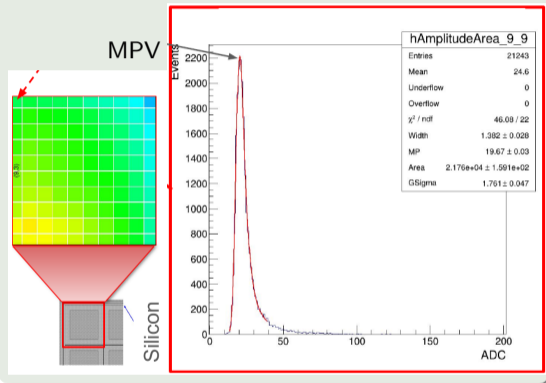 MPV
Events
hAmplitudeArea_9_9
Entries 21243
Mean 24.6
Underflow 0
Overflow 0
χ² / ndf 46.08 / 22
Width 1.382 ± 0.028
MP 19.67 ± 0.03
Area 2.176e+04 ± 1.591e+02
GSigma 1.761 ± 0.047
2200
2000
1800
1600
1400
1200
1000
800
600
400
200
0
0 50 100 150 200
ADC
Silicon